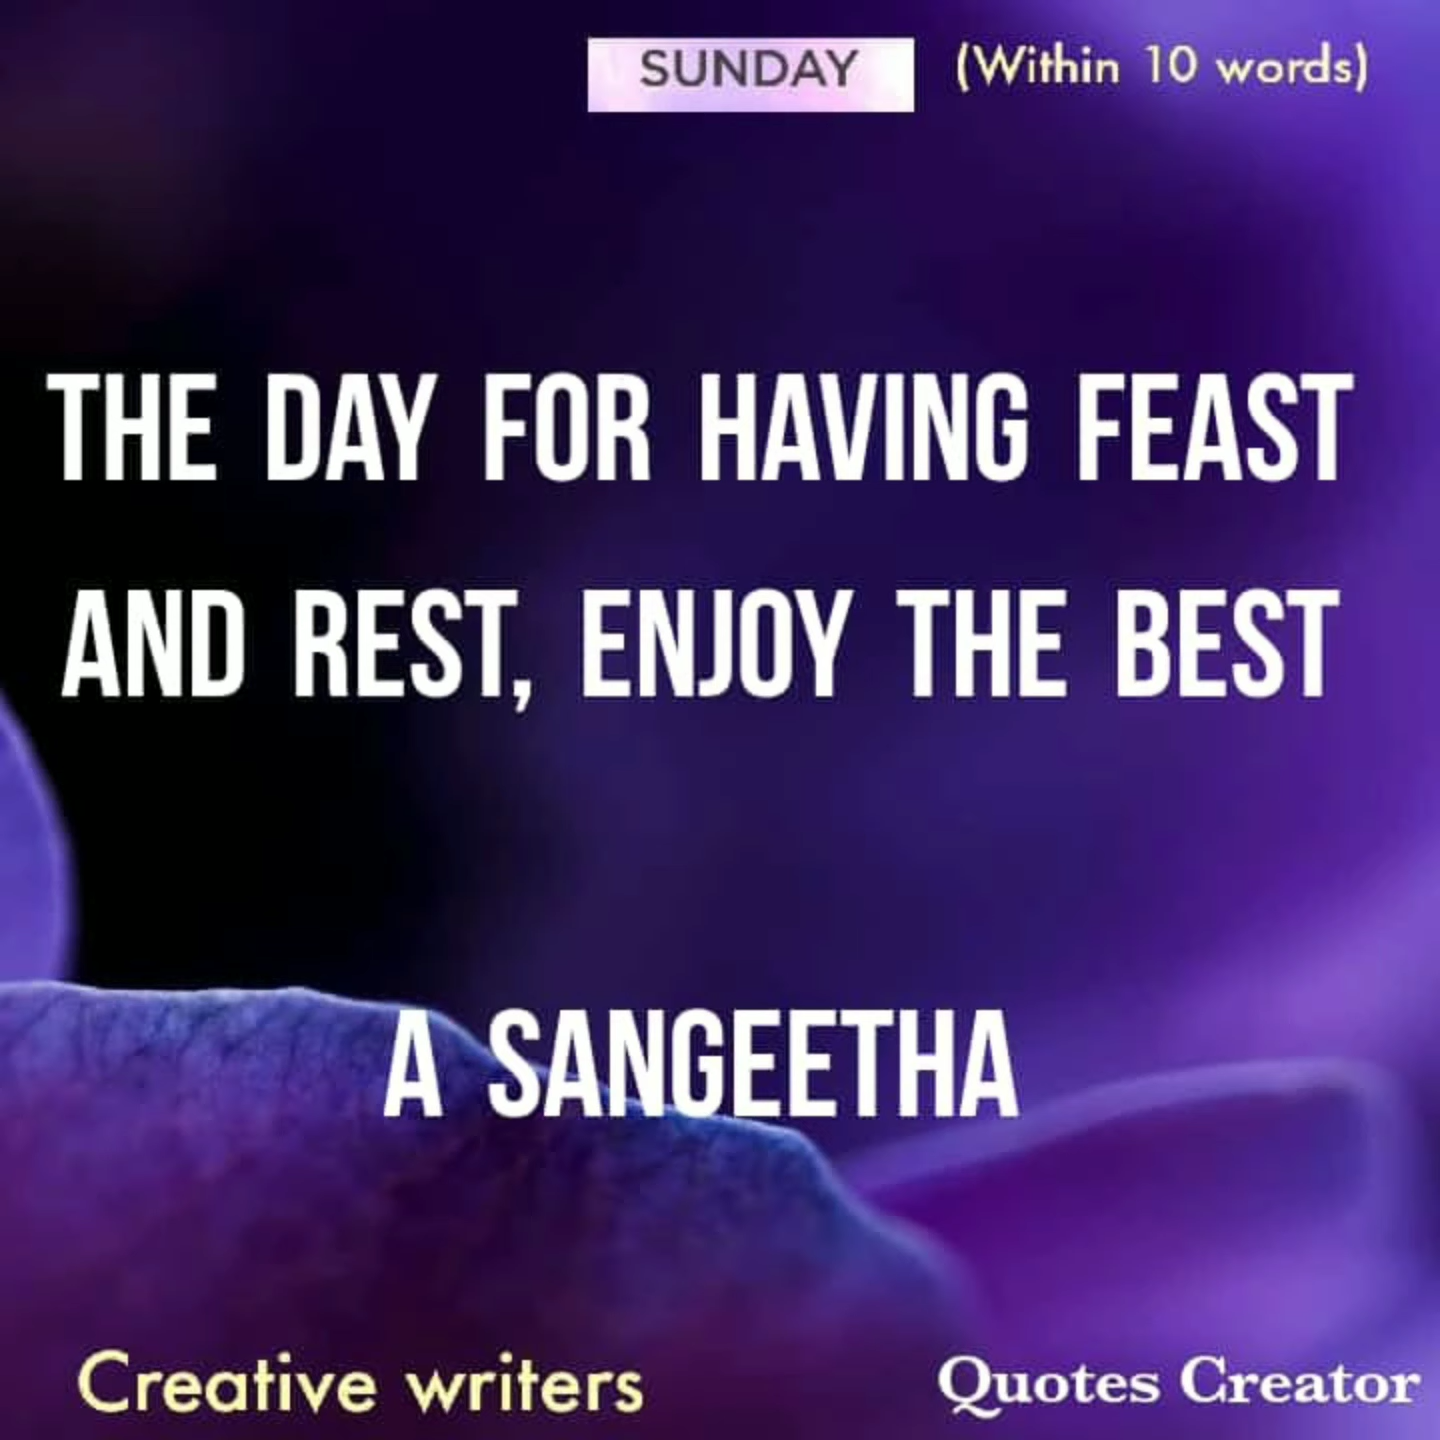 SUNDAY (Within 10 words)
THE DAY FOR HAVING FEAST
AND REST, ENJOY THE BEST
A SANGEETHA
Creative writers Quotes Creator